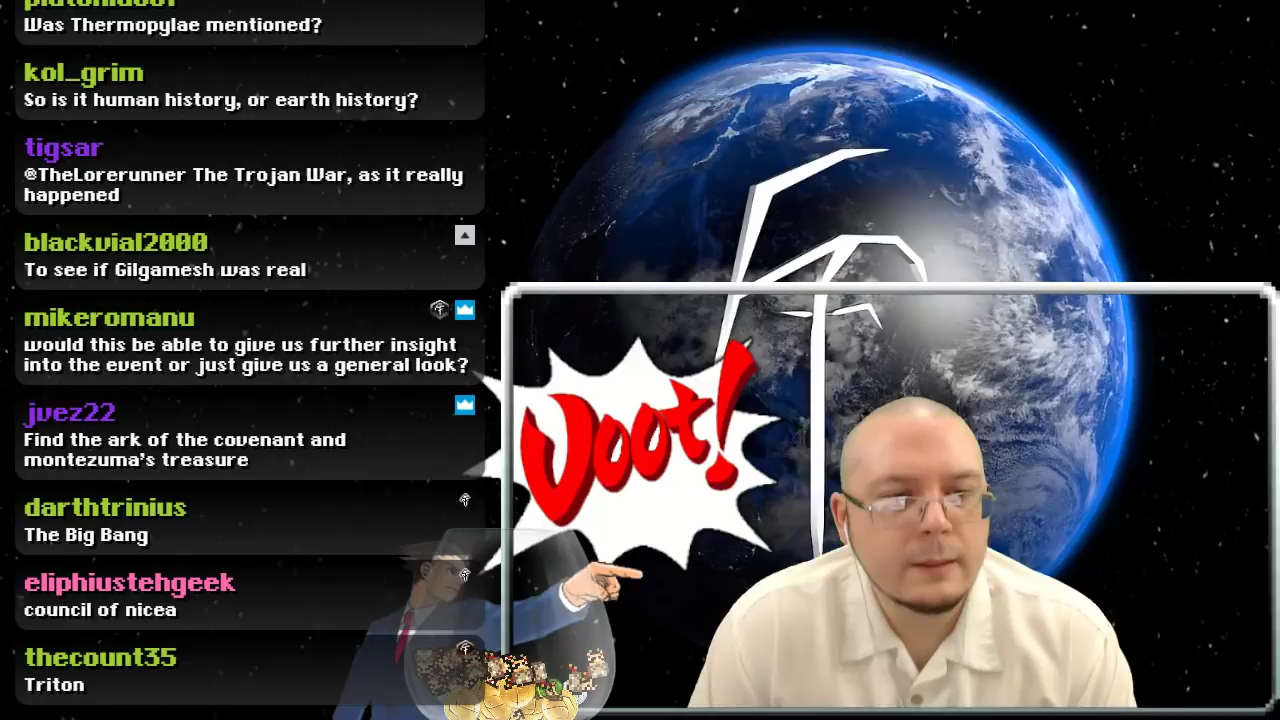 Was Thermopylae mentioned?
kol_grim
So is it human history, or earth history?
tigsar
@TheLorerunner The Trojan War, as it really
happened
blackvial2000
To see if Gilgamesh was real
mikeromanu
would this be able to give us further insight
into the event or just give us a general look?
jvez22
Find the ark of the covenant and
montezuma's treasure
darthtrinius
The Big Bang
eliphiustehgeek
council of nicea
thecount35
Triton
Voot!